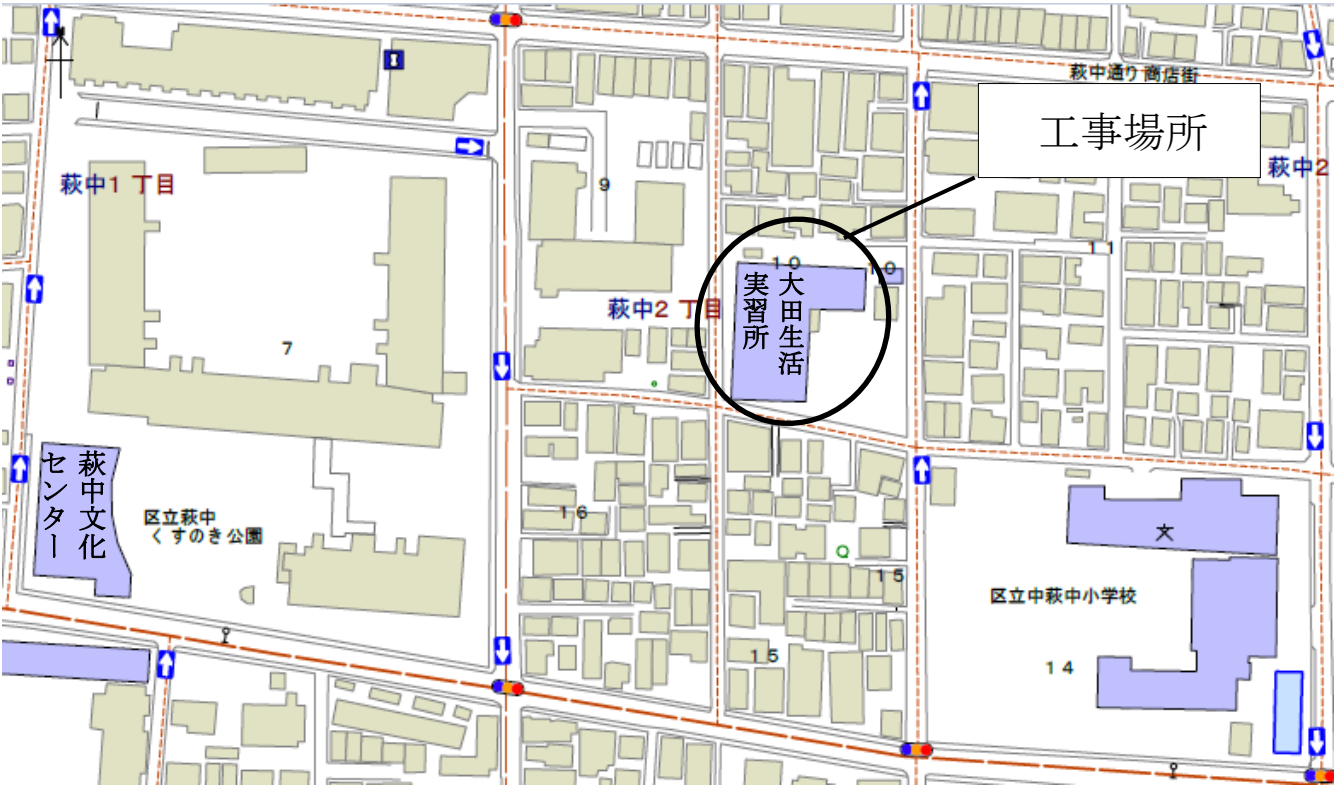 萩中通り商店街
工事場所
萩中1 丁目
萩中2
9
11
10
10
大田生活
実習所
萩中2 丁目
7
萩中文化
センター
区立萩中
くすのき公園
16
文
15
区立中萩中小学校
15
14